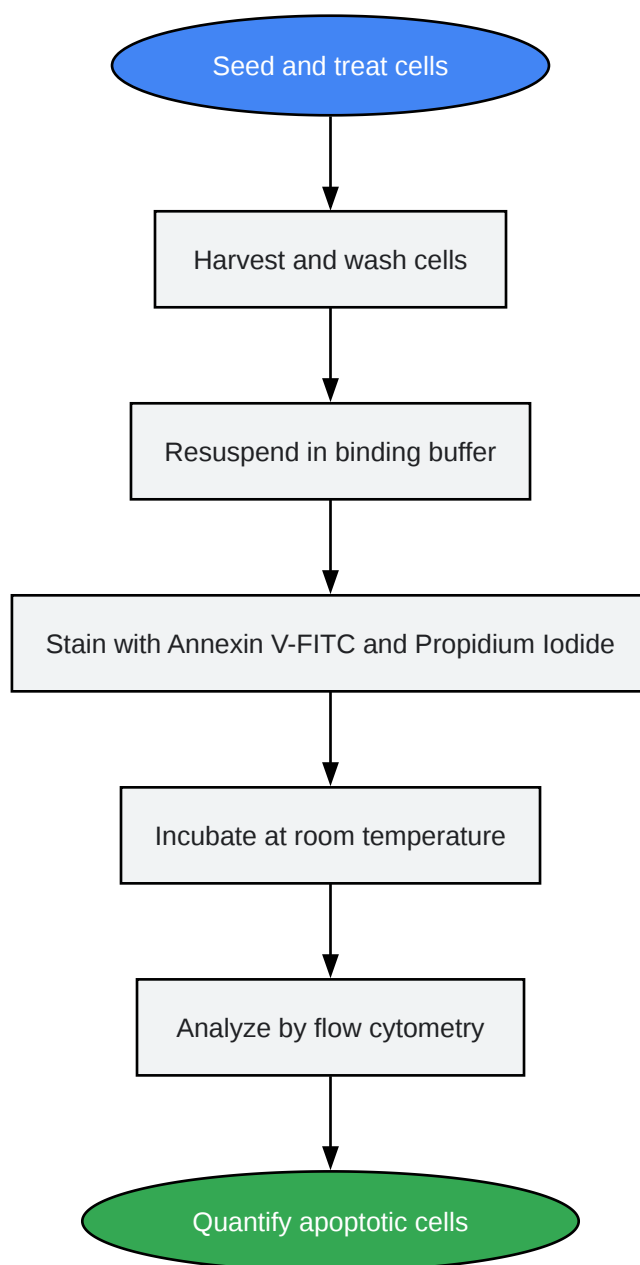 Seed and treat cells
Harvest and wash cells
Resuspend in binding buffer
Stain with Annexin V-FITC and Propidium Iodide
Incubate at room temperature
Analyze by flow cytometry
Quantify apoptotic cells